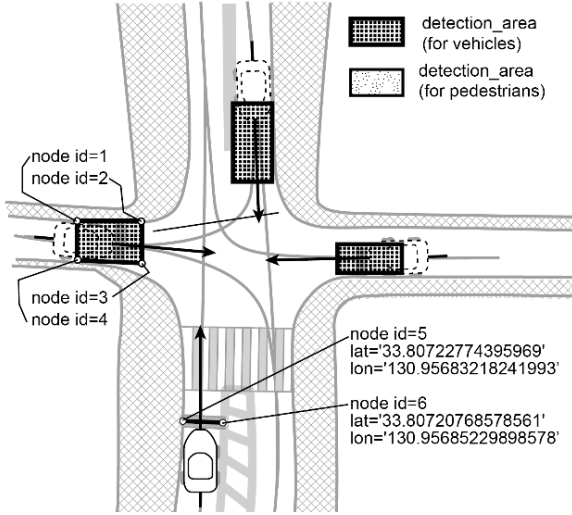 detection_area
(for vehicles)
detection_area
(for pedestrians)
node id=1
node id=2
node id=3
node id=4
node id=5
lat='33.80722774395969'
lon='130.95683218241993'
node id=6
lat='33.80720768578561'
lon='130.95685229898578'